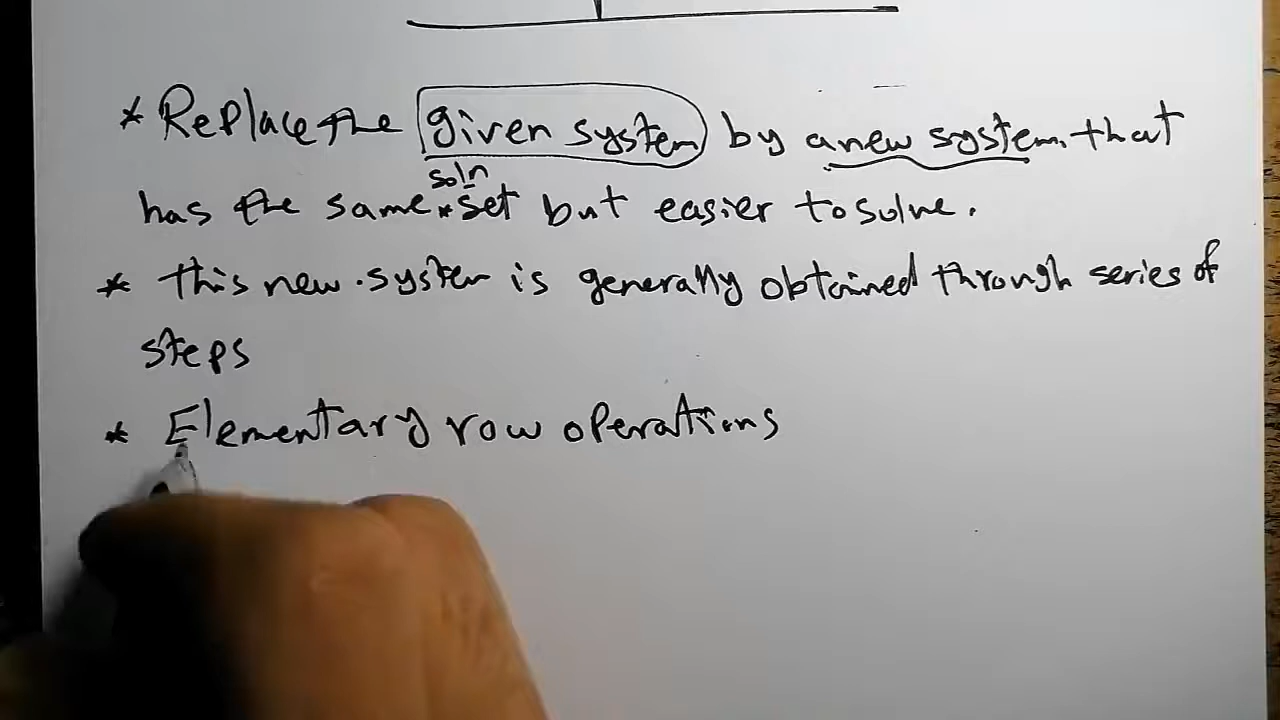 * Replace the given system by a new system that
soln
has the same * set but easier to solve.
* this new system is generally obtained through series of
steps
* Elementary row operations